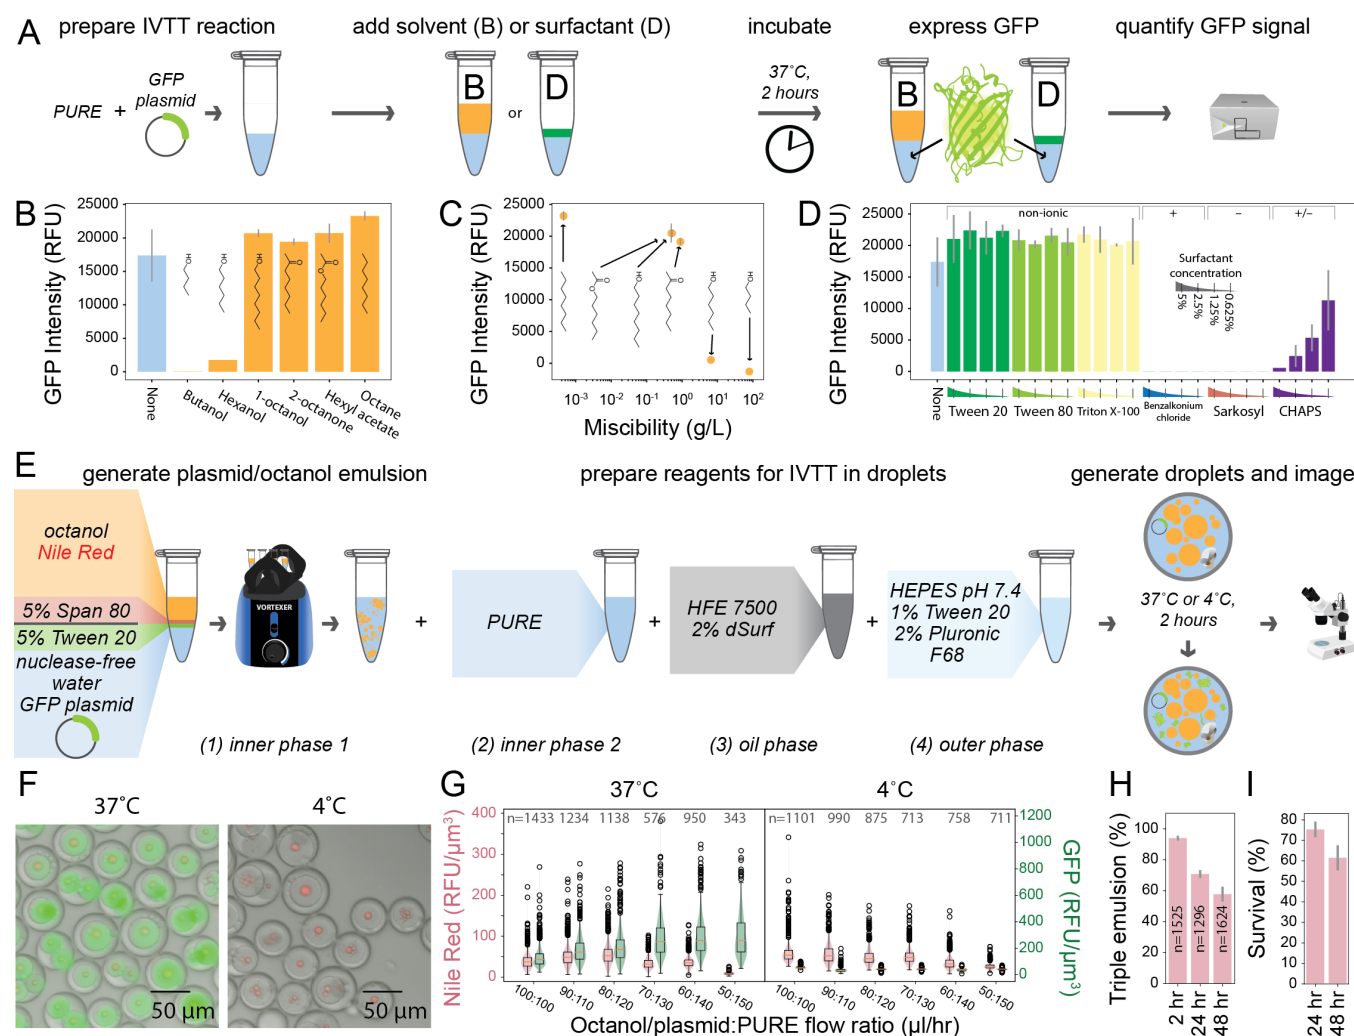 A
prepare IVTT reaction
add solvent (B) or surfactant (D)
incubate
express GFP
quantify GFP signal
PURE +
GFP
plasmid
B
or
D
37˚C,
2 hours
B
D
B
GFP Intensity (RFU)
25000
20000
15000
10000
5000
0
OH
OH
OH
O
O
O
None
Butanol
Hexanol
1-octanol
2-octanone
Hexyl acetate
Octane
C
GFP Intensity (RFU)
25000
20000
15000
10000
5000
0
O
O
OH
O
OH
OH
10⁻³
10⁻²
10⁻¹
10⁰
10¹
10²
Miscibility (g/L)
D
GFP Intensity (RFU)
25000
20000
15000
10000
5000
0
non-ionic
+
–
+/–
Surfactant
concentration
5%
2.5%
1.25%
0.625%
None
Tween 20
Tween 80
Triton X-100
Benzalkonium
chloride
Sarkosyl
CHAPS
E
generate plasmid/octanol emulsion
prepare reagents for IVTT in droplets
generate droplets and image
octanol
Nile Red
5% Span 80
5% Tween 20
nuclease-free
water
GFP plasmid
VORTEXER
+
PURE
+
HFE 7500
2% dSurf
+
HEPES pH 7.4
1% Tween 20
2% Pluronic
F68
37˚C or 4˚C,
2 hours
(1) inner phase 1
(2) inner phase 2
(3) oil phase
(4) outer phase
F
37˚C
4˚C
50 µm
50 µm
G
37˚C
4˚C
Nile Red (RFU/µm³)
400
300
200
100
0
n=1433
1234
1138
576
950
343
n=1101
990
875
713
758
711
1200
1000
800
600
400
200
0
GFP (RFU/µm³)
100:100
90:110
80:120
70:130
60:140
50:150
100:100
90:110
80:120
70:130
60:140
50:150
Octanol/plasmid:PURE flow ratio (µl/hr)
H
Triple emulsion (%)
100
80
60
40
20
0
n=1525
n=1296
n=1624
2 hr
24 hr
48 hr
I
Survival (%)
80
70
60
50
40
30
20
10
0
24 hr
48 hr